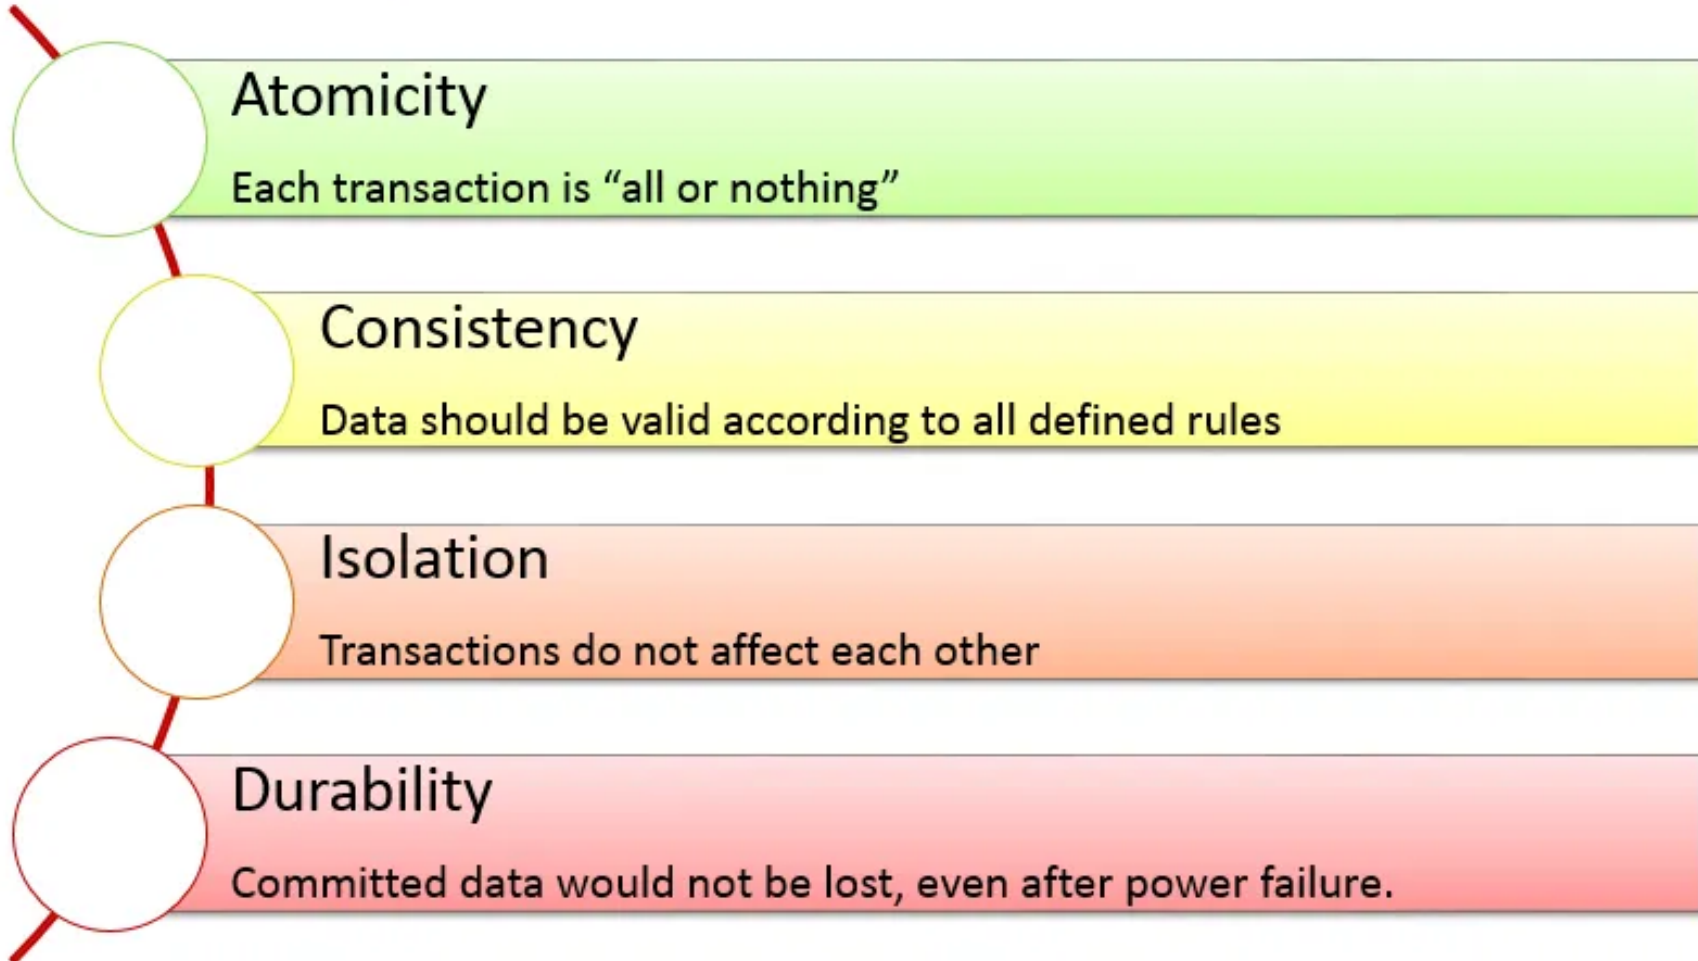 Atomicity
Each transaction is “all or nothing”
Consistency
Data should be valid according to all defined rules
Isolation
Transactions do not affect each other
Durability
Committed data would not be lost, even after power failure.